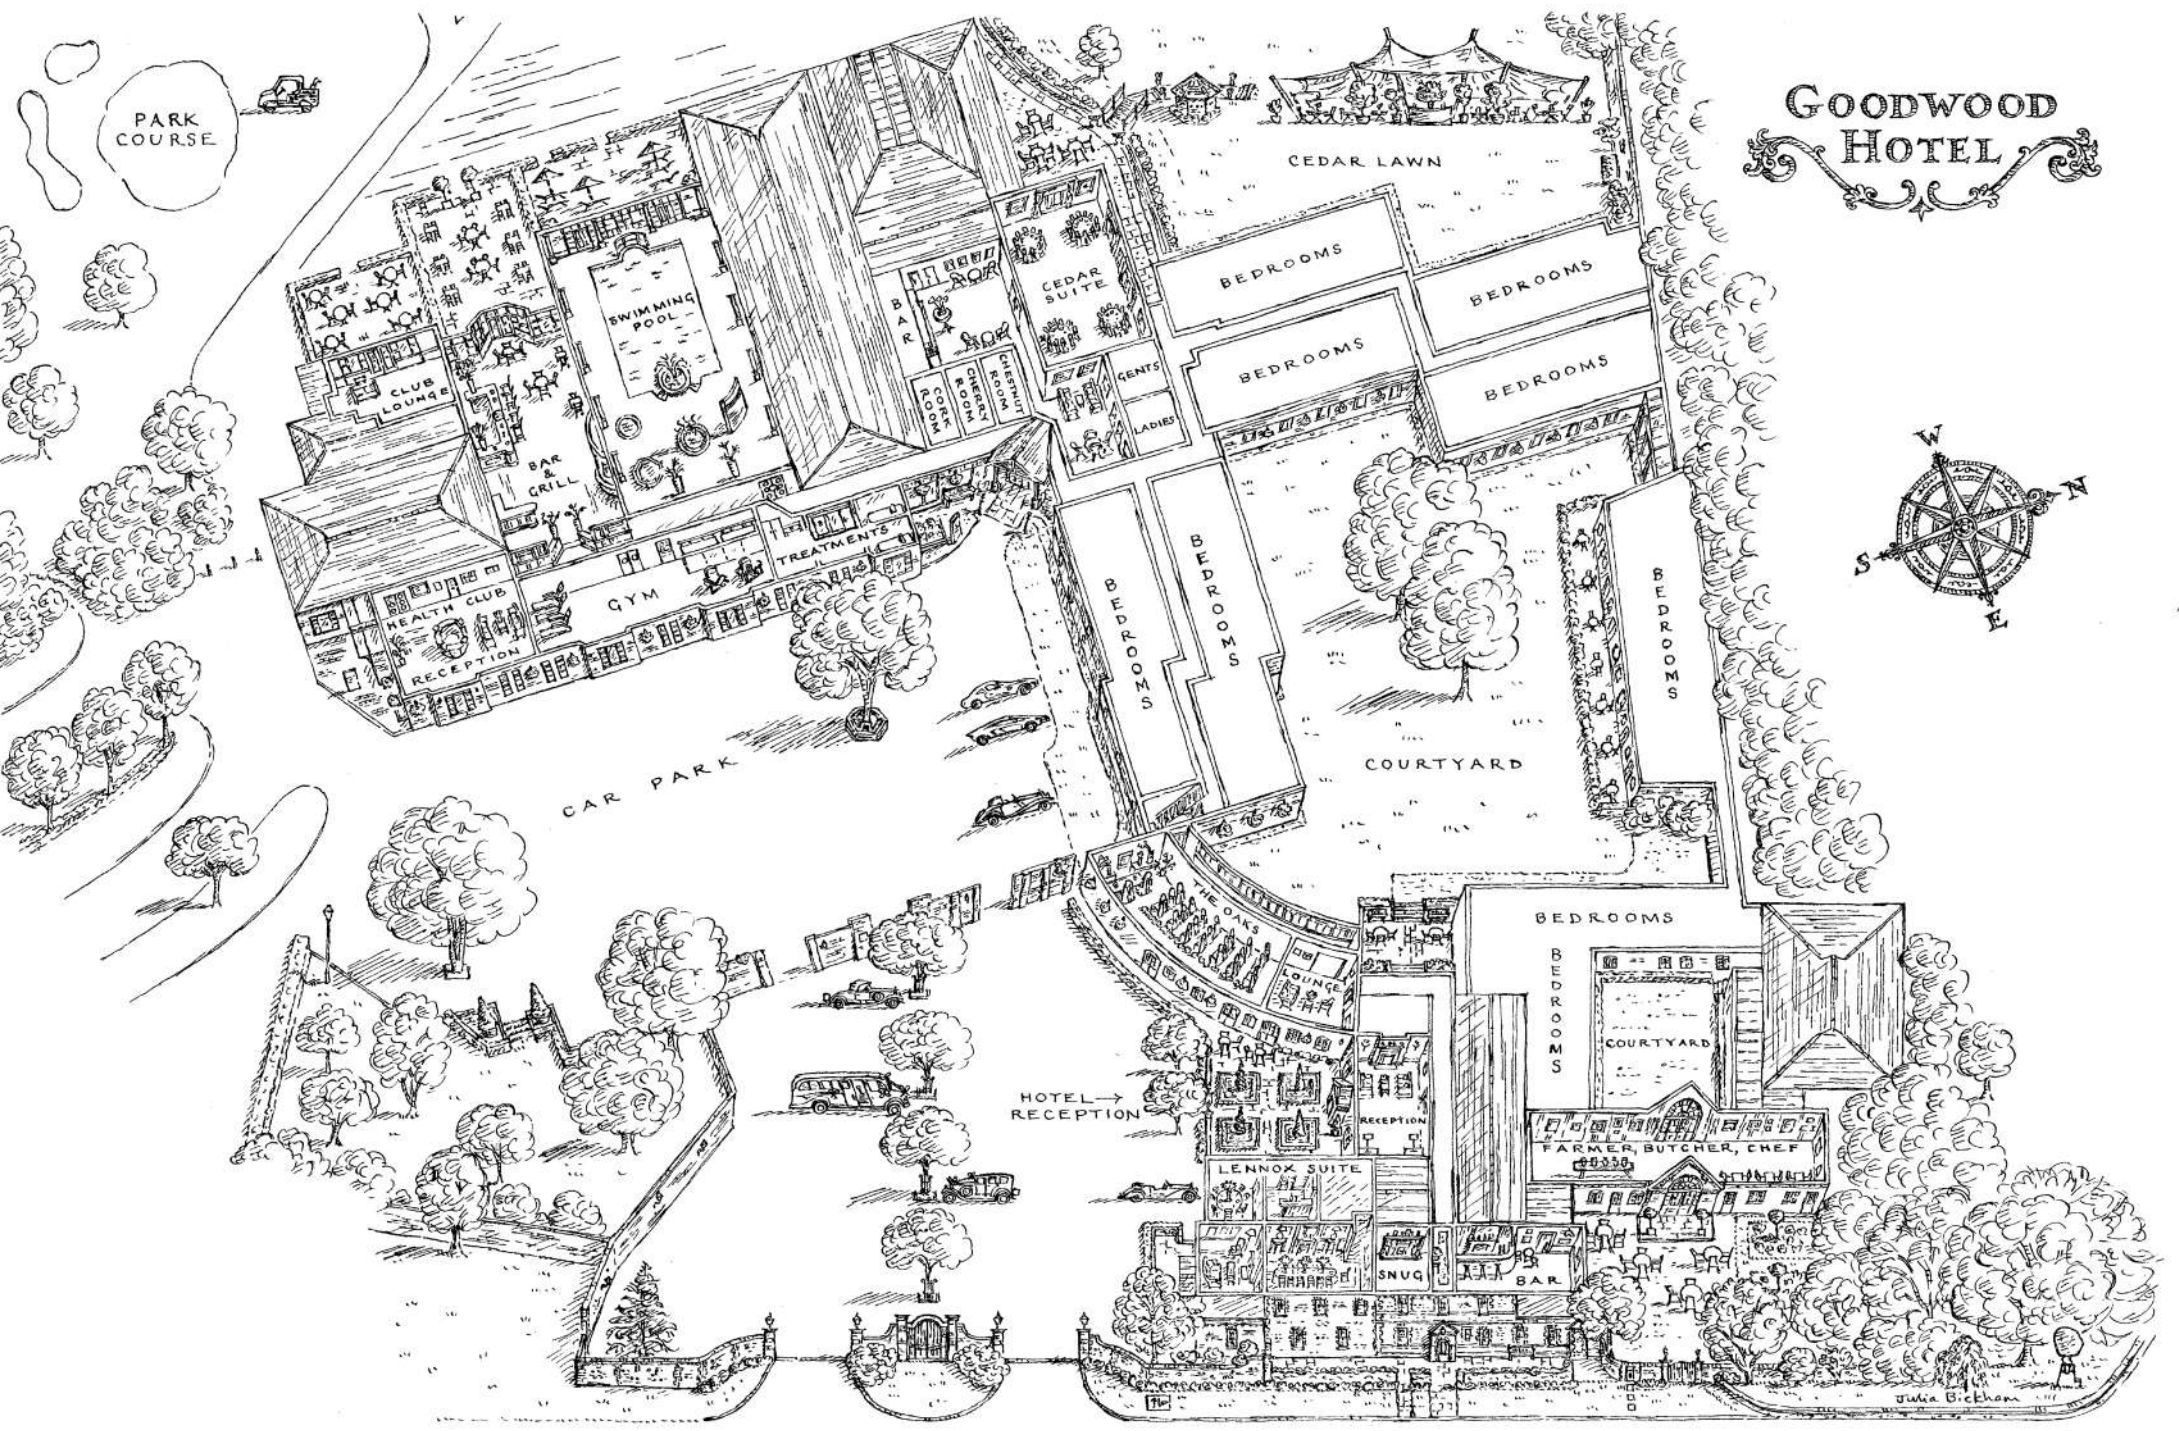 GOODWOOD
HOTEL
PARK
COURSE
CEDAR LAWN
BEDROOMS
BEDROOMS
BEDROOMS
BEDROOMS
CEDAR
SUITE
SWIMMING
POOL
BAR
CORK
ROOM
CHERRY
ROOM
CHESTNUT
ROOM
GENTS
LADIES
CLUB
LOUNGE
BAR
&
GRILL
TREATMENTS
GYM
HEALTH CLUB
RECEPTION
BEDROOMS
BEDROOMS
BEDROOMS
W
N
S
E
CAR PARK
COURTYARD
THE OAKS
LOUNGE
BEDROOMS
BEDROOMS
COURTYARD
HOTEL →
RECEPTION
RECEPTION
FARMER, BUTCHER, CHEF
LENNOX SUITE
SNUG
BAR
Julia Bickham